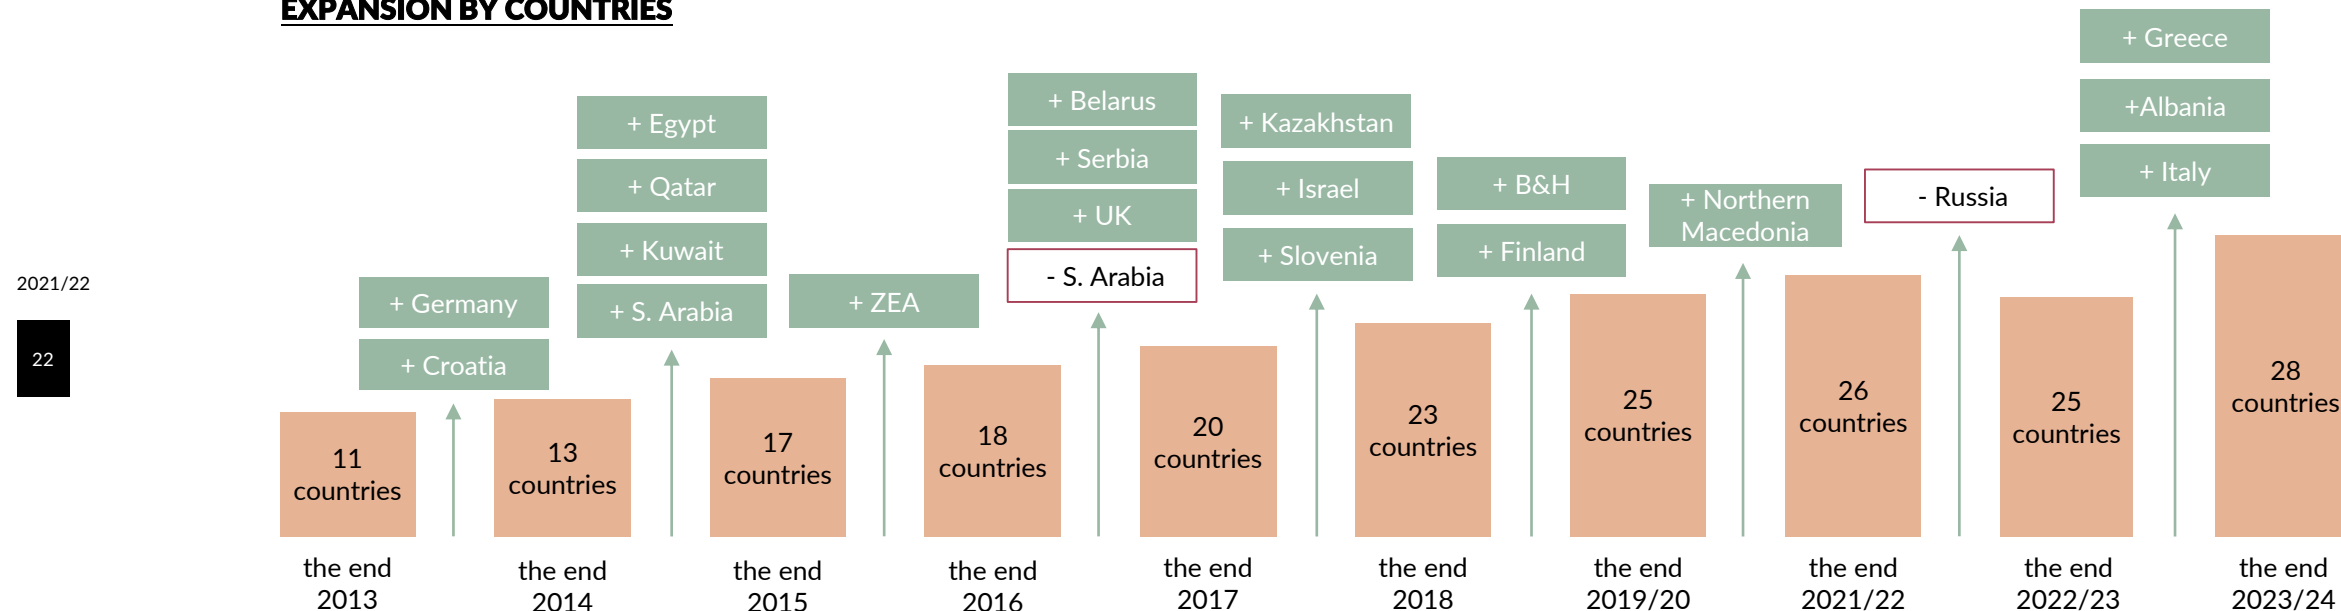 EXPANSION BY COUNTRIES
2021/22
22
+ Germany
+ Croatia
+ Egypt
+ Qatar
+ Kuwait
+ S. Arabia
+ ZEA
+ Belarus
+ Serbia
+ UK
- S. Arabia
+ Kazakhstan
+ Israel
+ Slovenia
+ B&H
+ Finland
+ Northern
Macedonia
- Russia
+ Greece
+Albania
+ Italy
11
countries
13
countries
17
countries
18
countries
20
countries
23
countries
25
countries
26
countries
25
countries
28
countries
the end
2013
the end
2014
the end
2015
the end
2016
the end
2017
the end
2018
the end
2019/20
the end
2021/22
the end
2022/23
the end
2023/24